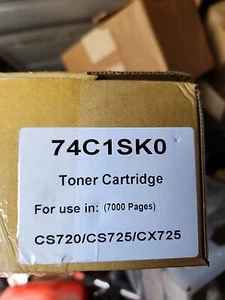 74C1SK0
Toner Cartridge
For use in: (7000 Pages)
CS720/CS725/CX725